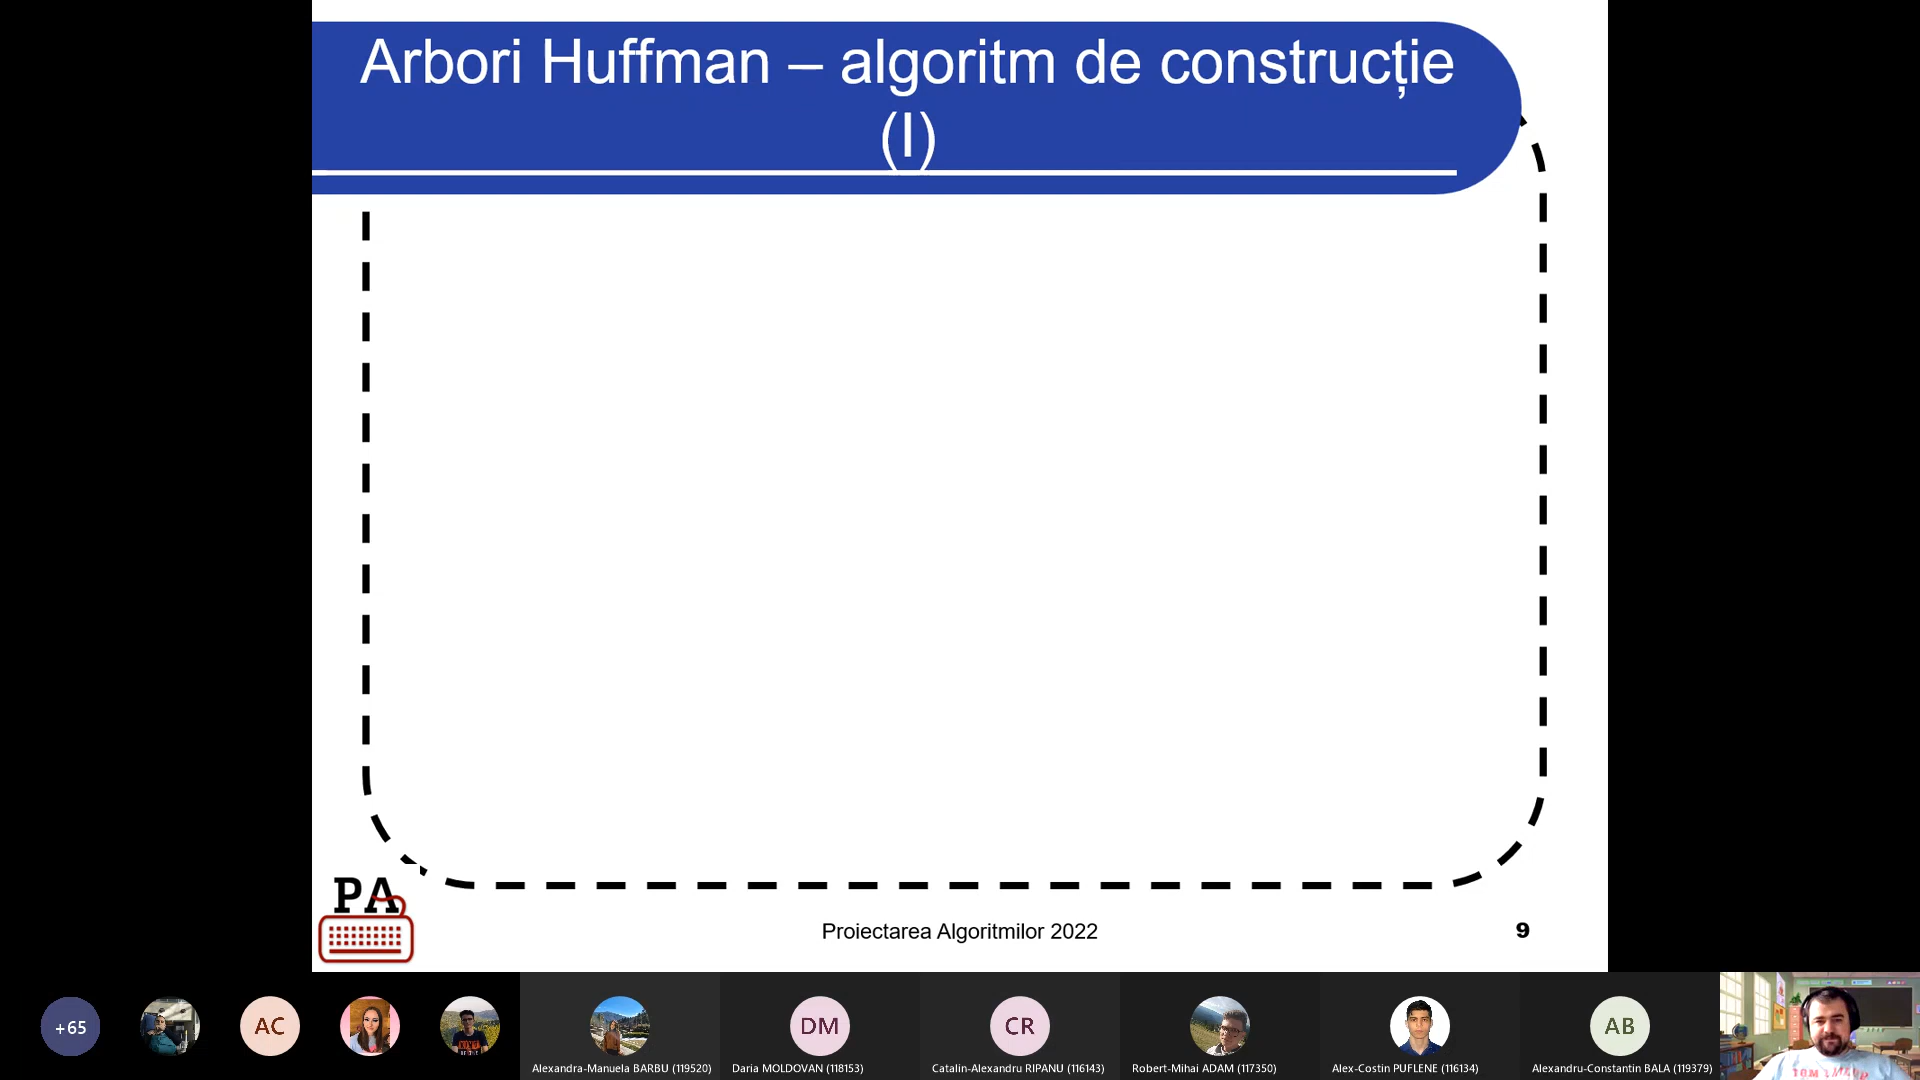 Arbori Huffman – algoritm de construcție
(I)
PA
Proiectarea Algoritmilor 2022
9
+65
AC
DM
CR
AB
Alexandra-Manuela BARBU (119520)
Daria MOLDOVAN (118153)
Catalin-Alexandru RIPANU (116143)
Robert-Mihai ADAM (117350)
Alex-Costin PUFLENE (116134)
Alexandru-Constantin BALA (119379)